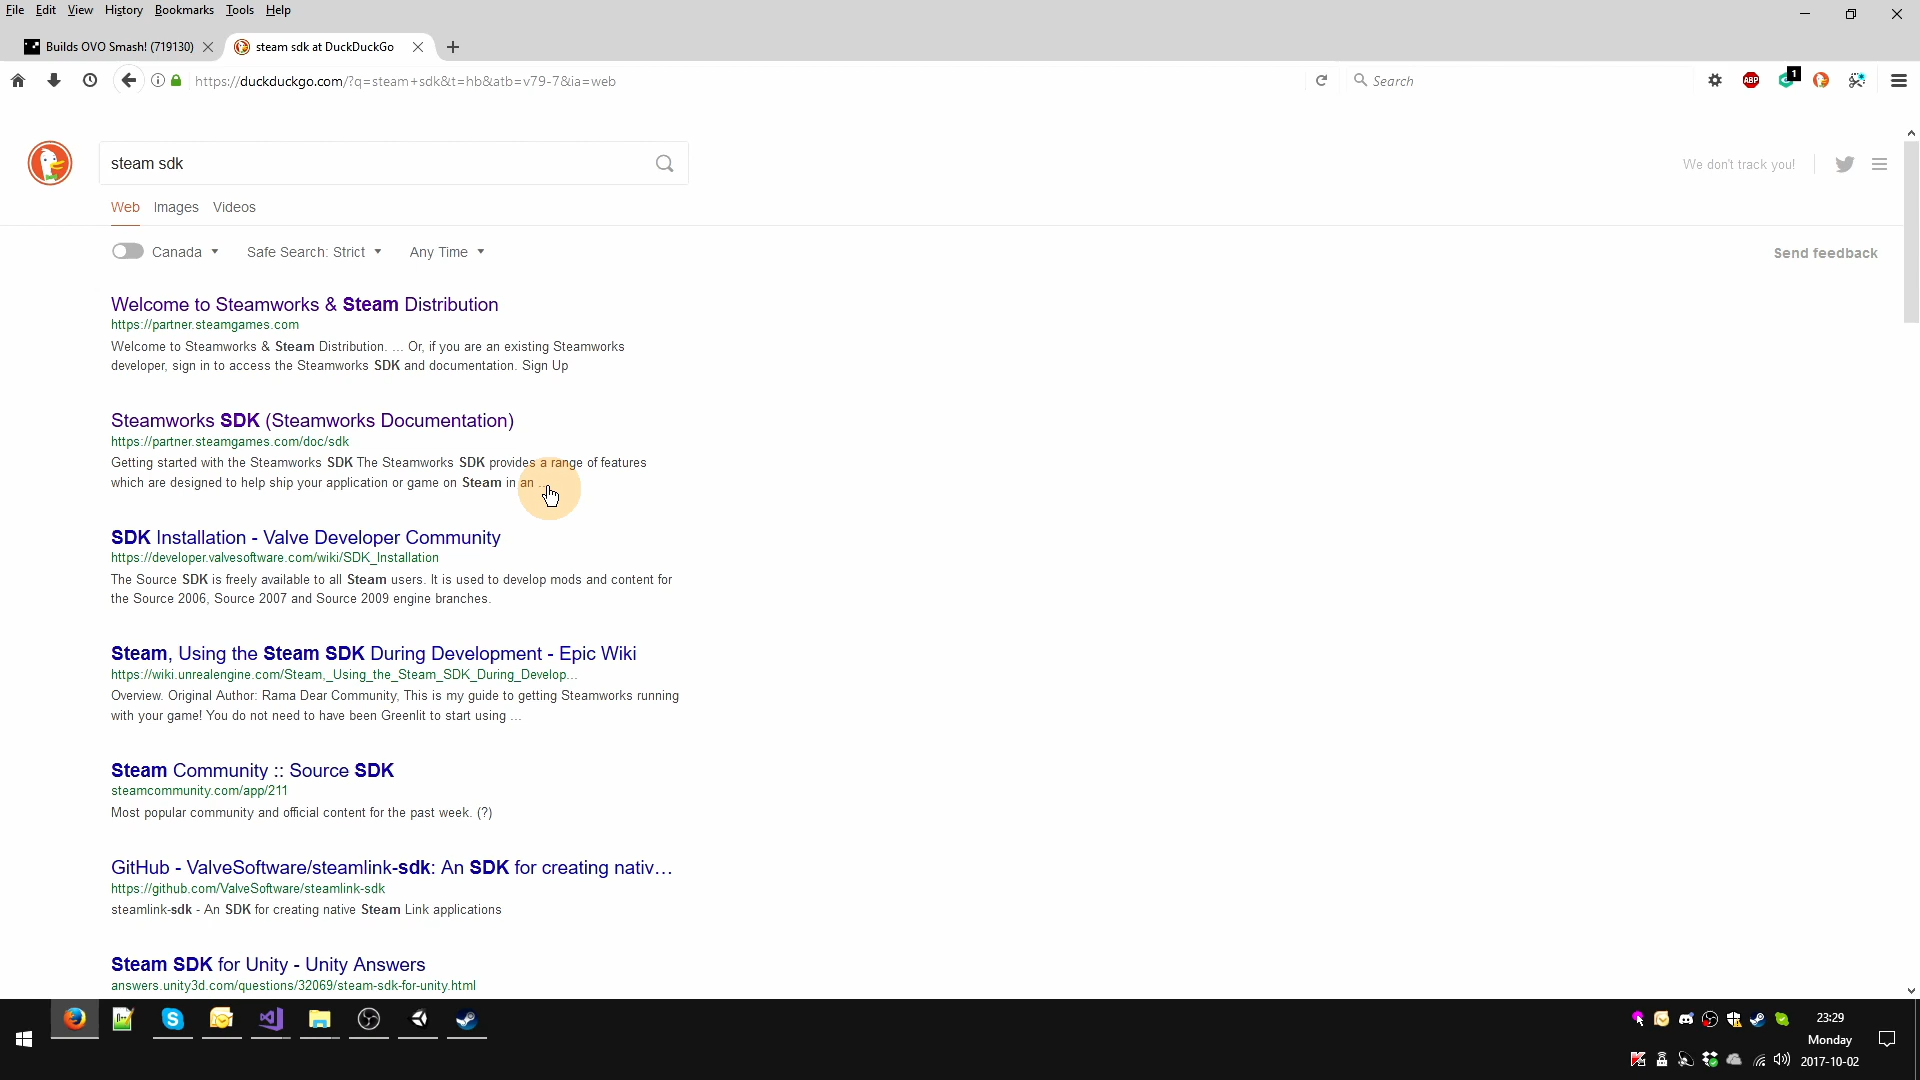 File Edit View History Bookmarks Tools Help
Builds OVO Smash! (719130)
steam sdk at DuckDuckGo
https://duckduckgo.com/?q=steam+sdk&t=hb&atb=v79-7&ia=web
Search
ABP
1
steam sdk
We don't track you!
Web Images Videos
Canada Safe Search: Strict Any Time
Send feedback
Welcome to Steamworks & Steam Distribution
https://partner.steamgames.com
Welcome to Steamworks & Steam Distribution. ... Or, if you are an existing Steamworks
developer, sign in to access the Steamworks SDK and documentation. Sign Up
Steamworks SDK (Steamworks Documentation)
https://partner.steamgames.com/doc/sdk
Getting started with the Steamworks SDK The Steamworks SDK provides a range of features
which are designed to help ship your application or game on Steam in an ...
SDK Installation - Valve Developer Community
https://developer.valvesoftware.com/wiki/SDK_Installation
The Source SDK is freely available to all Steam users. It is used to develop mods and content for
the Source 2006, Source 2007 and Source 2009 engine branches.
Steam, Using the Steam SDK During Development - Epic Wiki
https://wiki.unrealengine.com/Steam,_Using_the_Steam_SDK_During_Develop...
Overview. Original Author: Rama Dear Community, This is my guide to getting Steamworks running
with your game! You do not need to have been Greenlit to start using ...
Steam Community :: Source SDK
steamcommunity.com/app/211
Most popular community and official content for the past week. (?)
GitHub - ValveSoftware/steamlink-sdk: An SDK for creating nativ...
https://github.com/ValveSoftware/steamlink-sdk
steamlink-sdk - An SDK for creating native Steam Link applications
Steam SDK for Unity - Unity Answers
answers.unity3d.com/questions/32069/steam-sdk-for-unity.html
23:29
Monday
2017-10-02